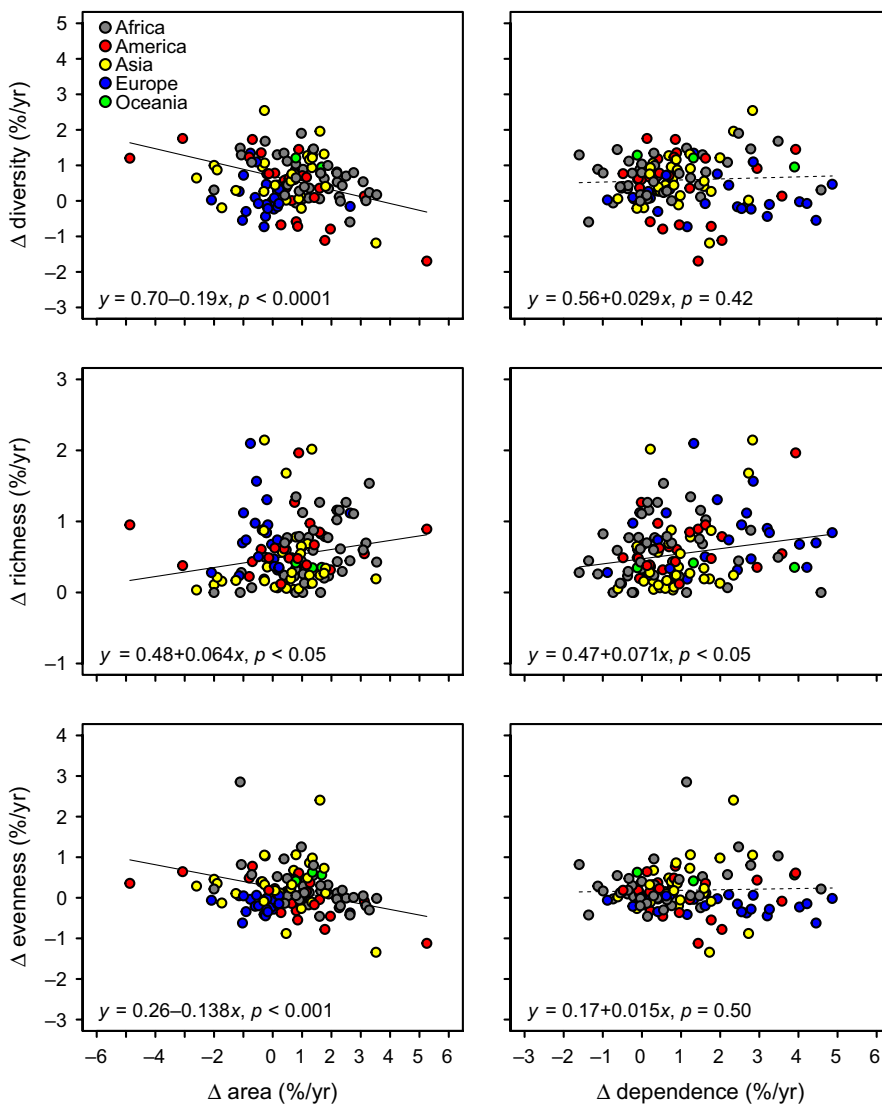 5
4
3
2
1
0
–1
–2
–3
Δ diversity (%/yr)
Africa
America
Asia
Europe
Oceania
y = 0.70–0.19x, p < 0.0001
y = 0.56+0.029x, p = 0.42
3
2
1
0
–1
Δ richness (%/yr)
y = 0.48+0.064x, p < 0.05
y = 0.47+0.071x, p < 0.05
4
3
2
1
0
–1
–2
–3
Δ evenness (%/yr)
y = 0.26–0.138x, p < 0.001
y = 0.17+0.015x, p = 0.50
–6 –4 –2 0 1 2 3 4 5 6
–3 –2 –1 0 1 2 3 4 5 6
Δ area (%/yr)
Δ dependence (%/yr)